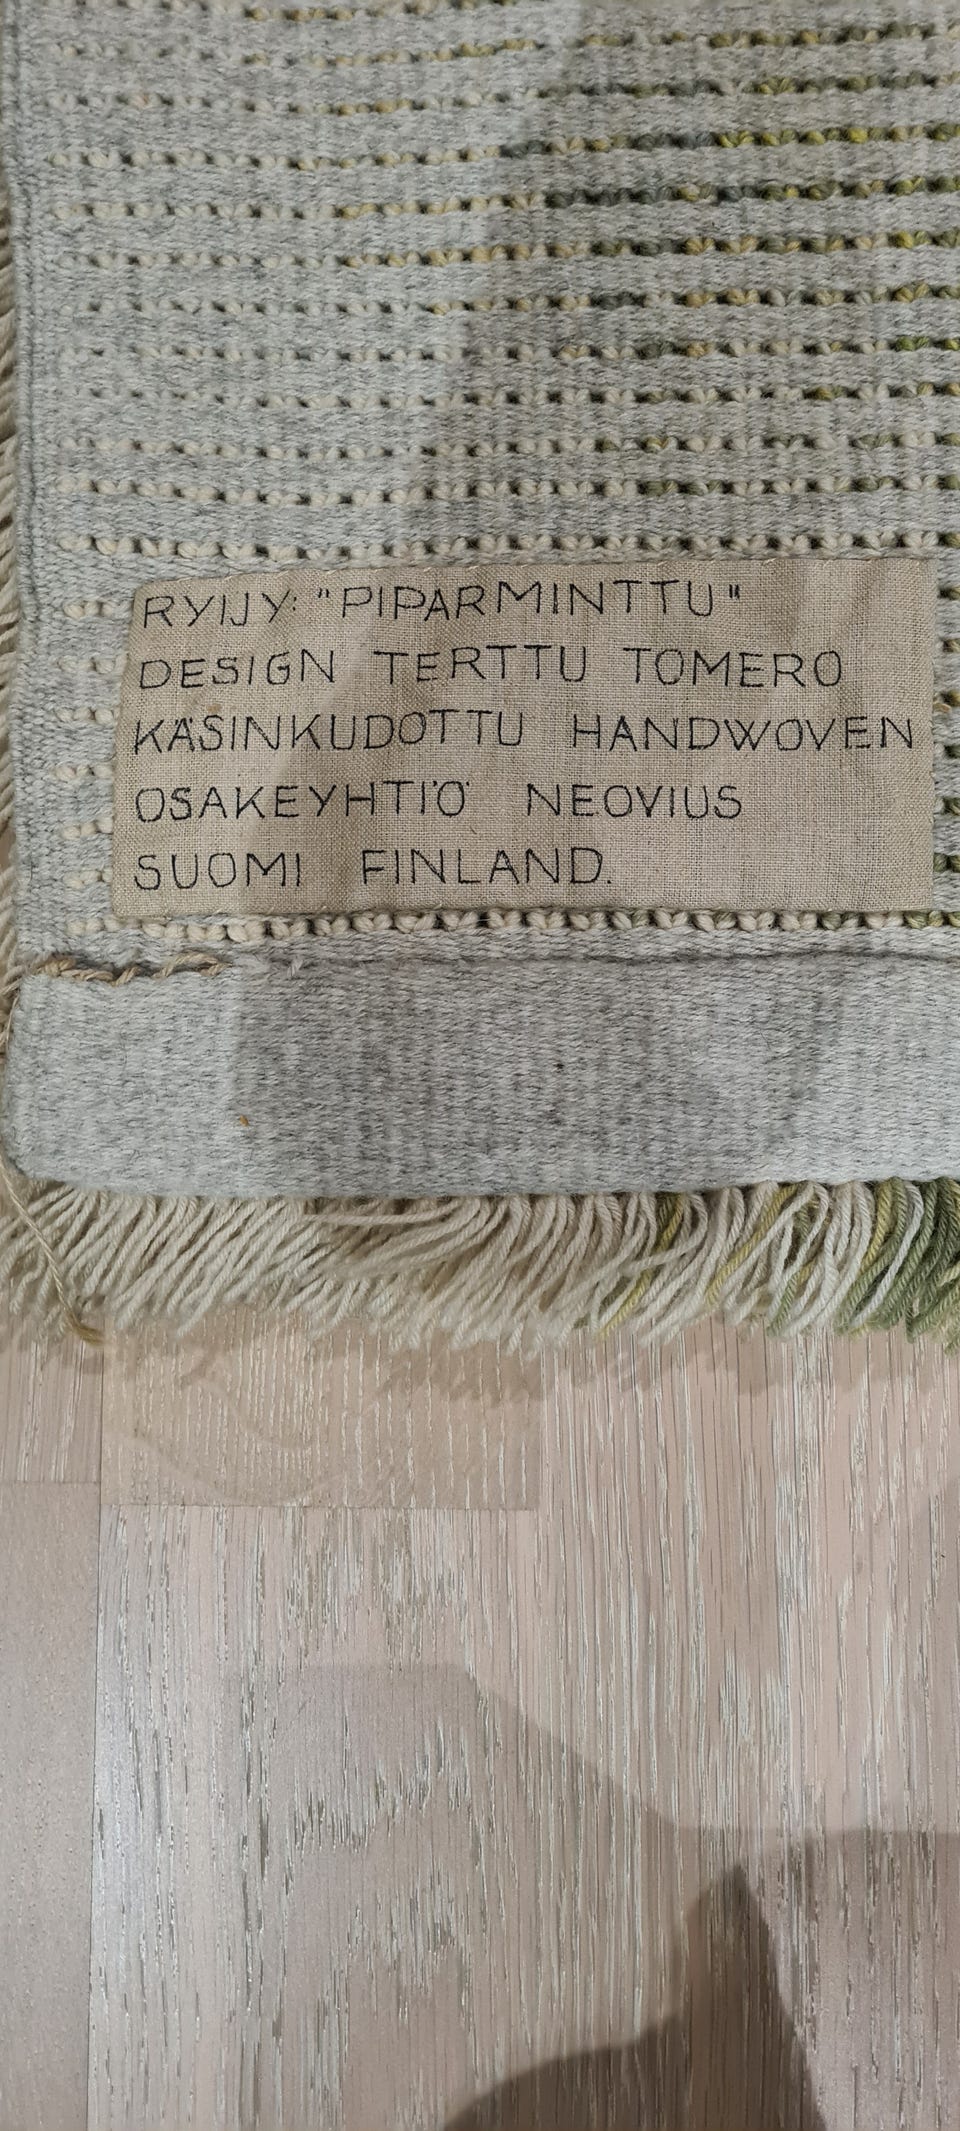 RYIJY: "PIPARMINTTU"
DESIGN TERTTU TOMERO
KÄSINKUDOTTU HANDWOVEN
OSAKEYHTIÖ NEOVIUS
SUOMI FINLAND.